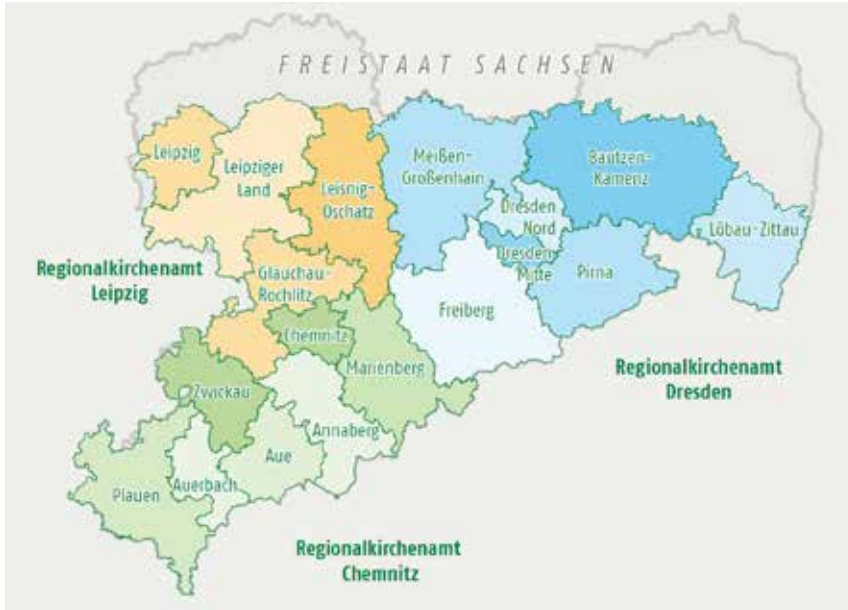 FREISTAAT SACHSEN
Leipzig
Leipziger
Land
Leisnig-
Oschatz
Meißen-
Großenhain
Bautzen-
Kamenz
Dresden
Nord
Löbau-Zittau
Dresden
Mitte
Pirna
Regionalkirchenamt
Leipzig
Glauchau-
Rochlitz
Freiberg
Chemnitz
Marienberg
Regionalkirchenamt
Dresden
Zwickau
Annaberg
Aue
Auerbach
Plauen
Regionalkirchenamt
Chemnitz